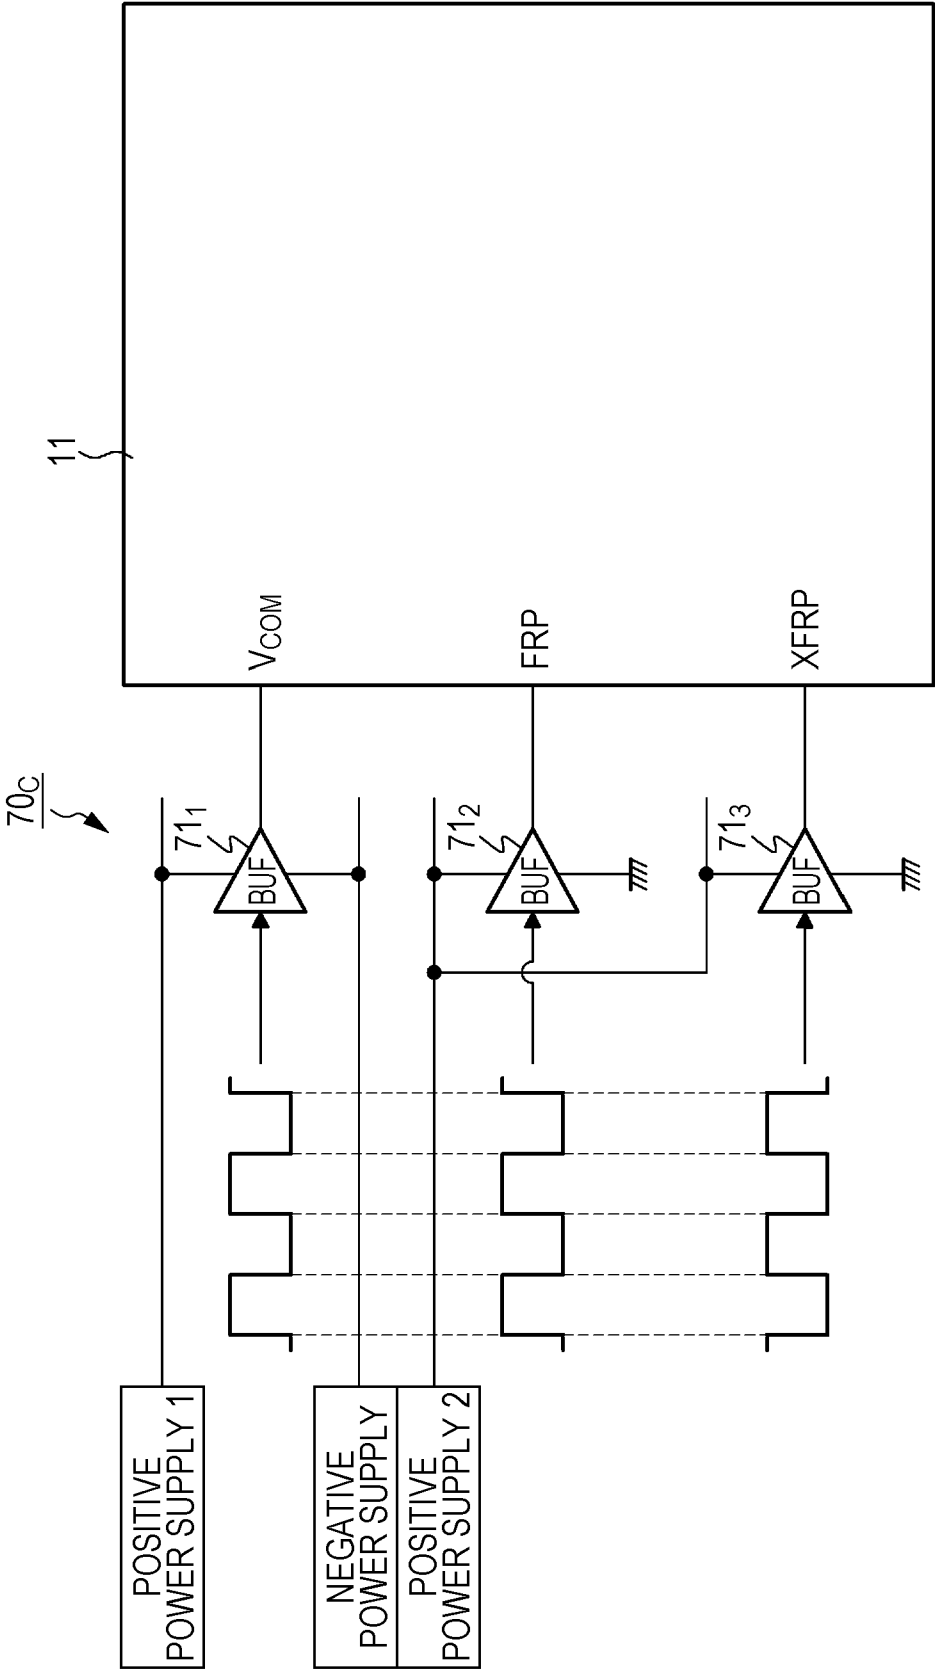 70C
11
POSITIVE
POWER SUPPLY 1
711
BUF
VCOM
NEGATIVE
POWER SUPPLY
POSITIVE
POWER SUPPLY 2
712
BUF
FRP
713
BUF
XFRP